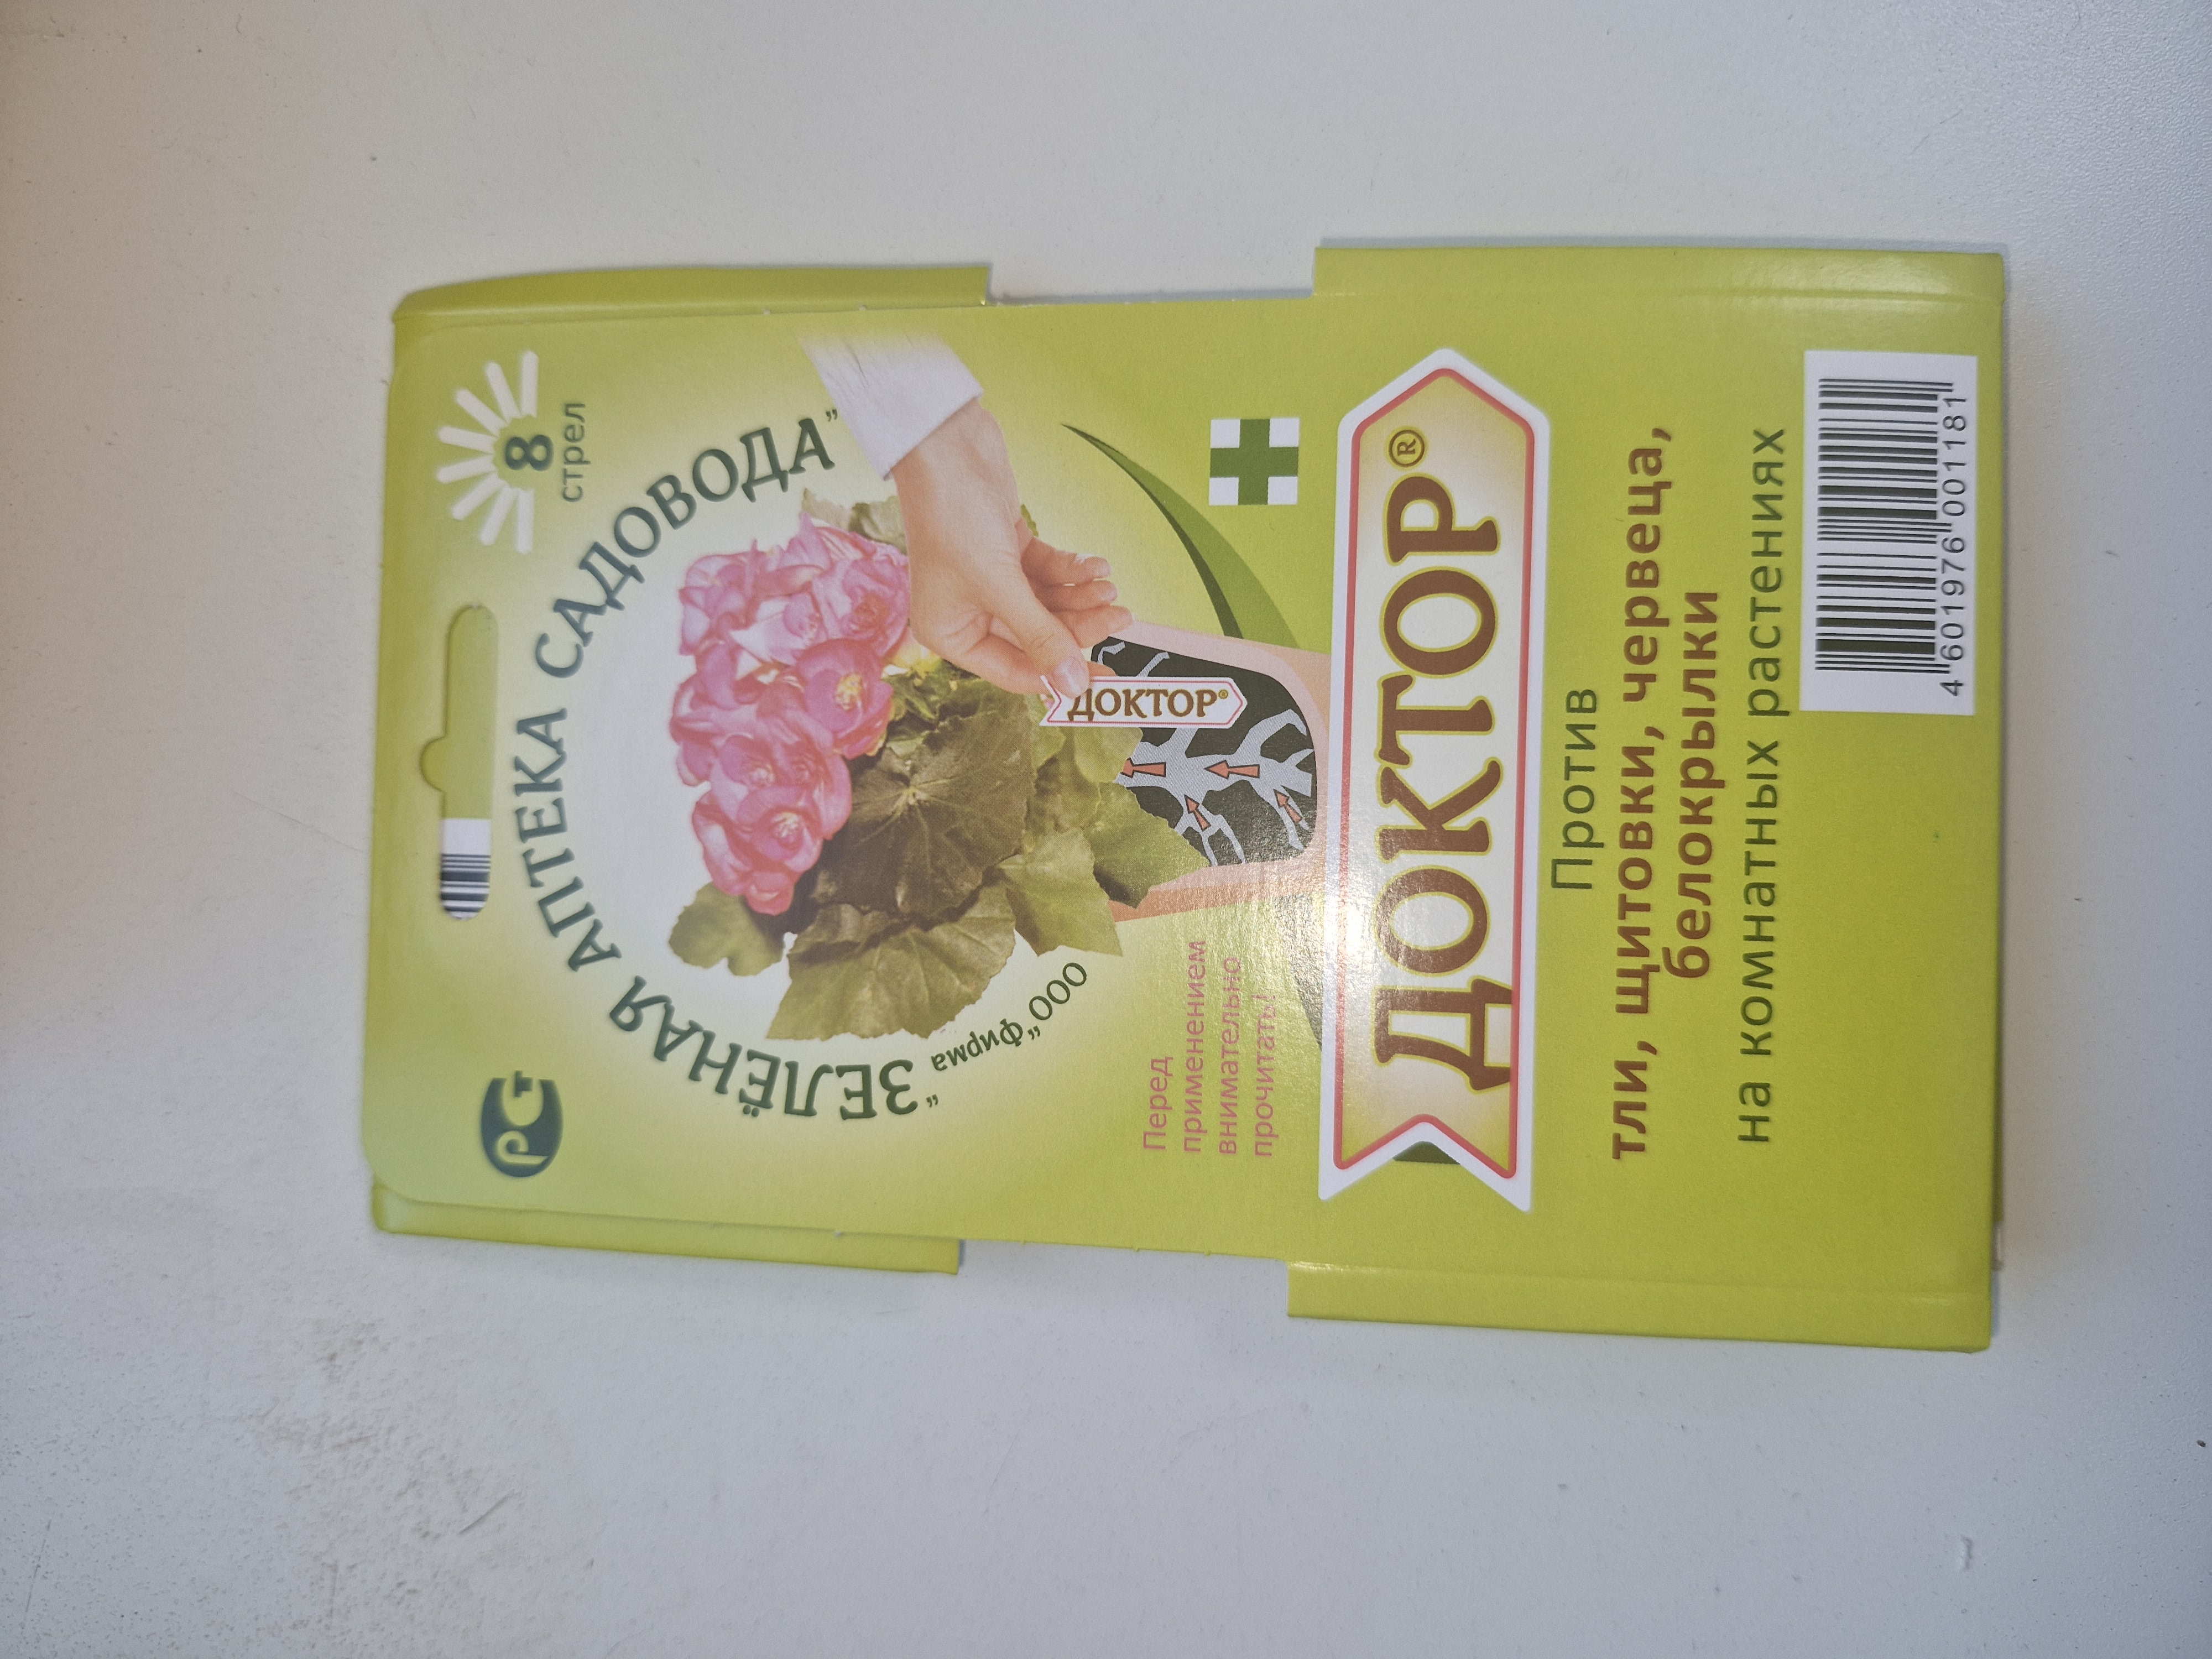 РСТ
8
стрел
ООО „Фирма
“ЗЕЛЁНАЯ АПТЕКА САДОВОДА”
ДОКТОР®
Перед
применением
внимательно
прочитать!
ДОКТОР®
Против
тли, щитовки, червеца,
белокрылки
на комнатных растениях
4 601976 001181